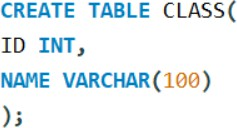 CREATE TABLE CLASS(
ID INT,
NAME VARCHAR(100)
);